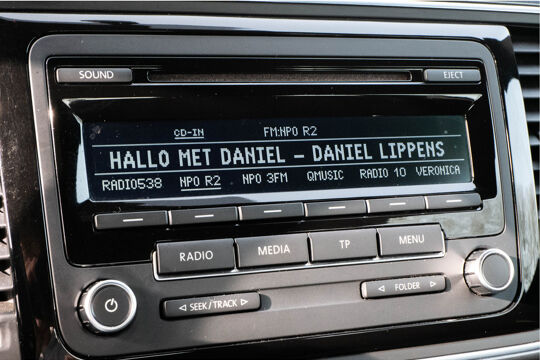 SOUND EJECT
CD-IN FM:NPO R2
HALLO MET DANIEL – DANIEL LIPPENS
RADIO538 NPO R2 NPO 3FM QMUSIC RADIO 10 VERONICA
RADIO MEDIA TP MENU
◁ SEEK/TRACK ▷ ◁ FOLDER ▷